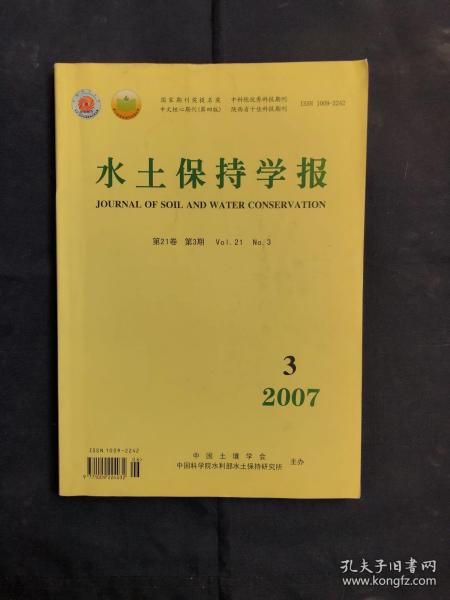 国家期刊奖提名奖 中科院优秀科技期刊
中文核心期刊(第四版) 陕西省十佳科技期刊
ISSN 1009-2242
水土保持学报
JOURNAL OF SOIL AND WATER CONSERVATION
第21卷 第3期 Vol.21 No.3
3
2007
ISSN 1009-2242
06
9 771009 224032
中国土壤学会
中国科学院水利部水土保持研究所
主办
孔夫子旧书网
www.kongfz.com